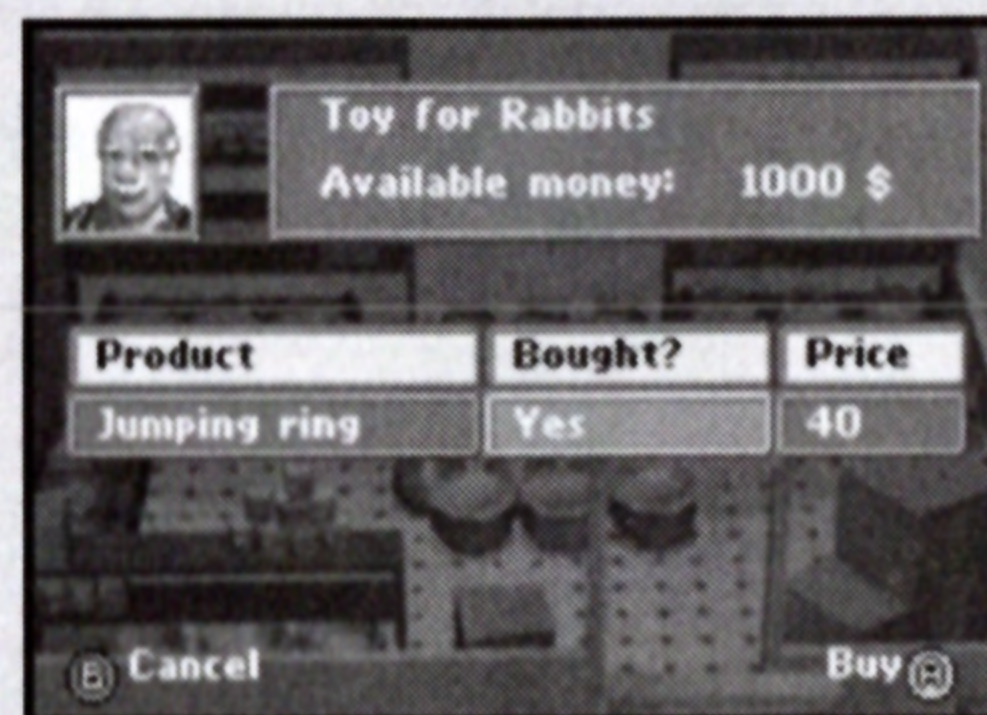 Toy for Rabbits
Available money: 1000 $
Product Bought? Price
Jumping ring Yes 40
B Cancel Buy A